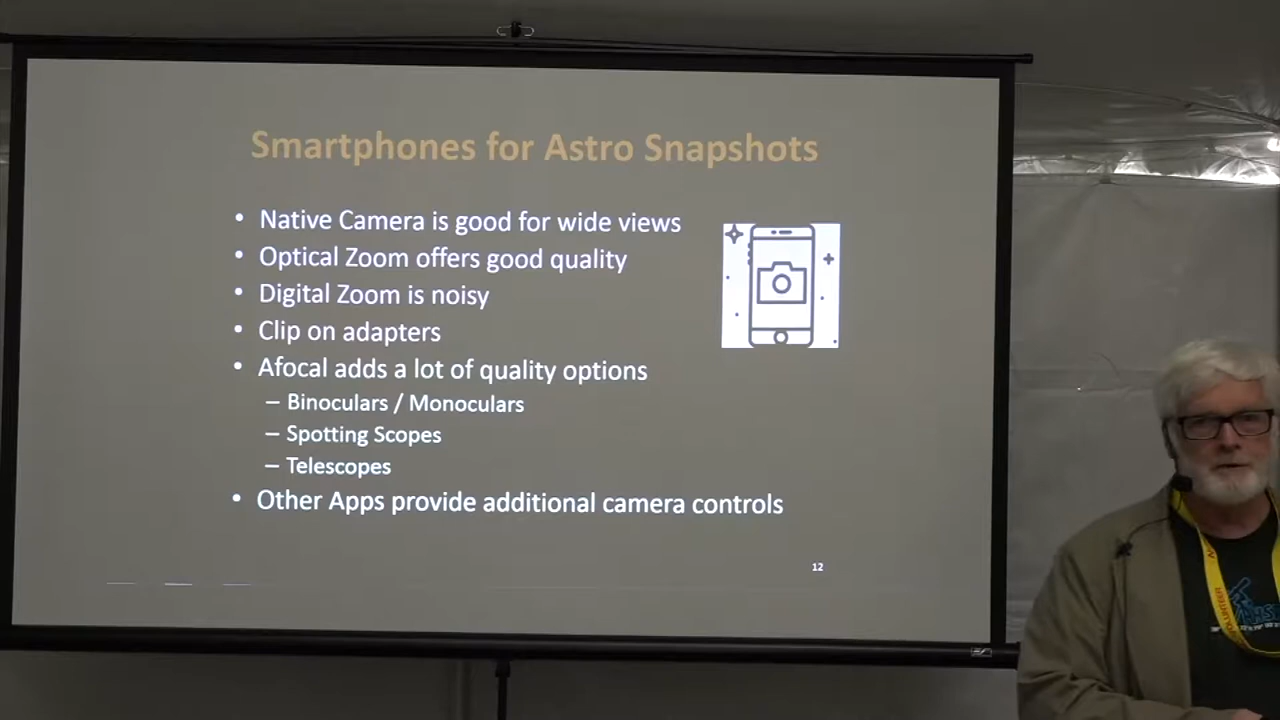 Smartphones for Astro Snapshots
• Native Camera is good for wide views
• Optical Zoom offers good quality
• Digital Zoom is noisy
• Clip on adapters
• Afocal adds a lot of quality options
– Binoculars / Monoculars
– Spotting Scopes
– Telescopes
• Other Apps provide additional camera controls
12
VOLUNTEER